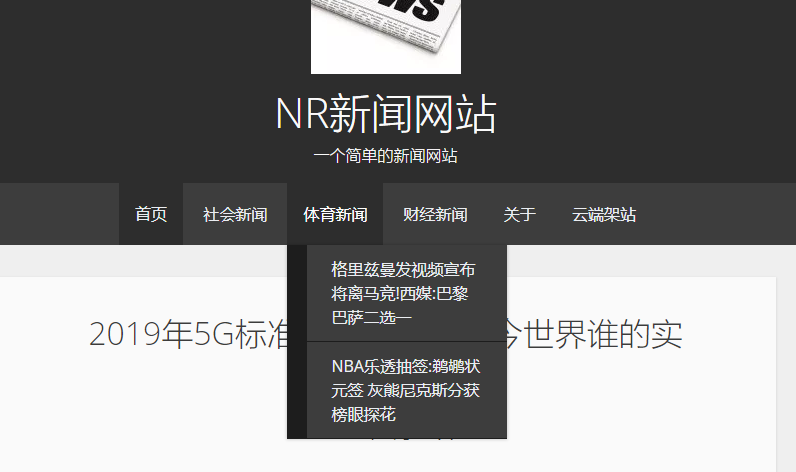 NR新闻网站
一个简单的新闻网站
首页 社会新闻 体育新闻 财经新闻 关于 云端架站
格里兹曼发视频宣布
将离马竞!西媒:巴黎
巴萨二选一
2019年5G标准 今世界谁的实
NBA乐透抽签:鹈鹕状
元签 灰熊尼克斯分获
榜眼探花